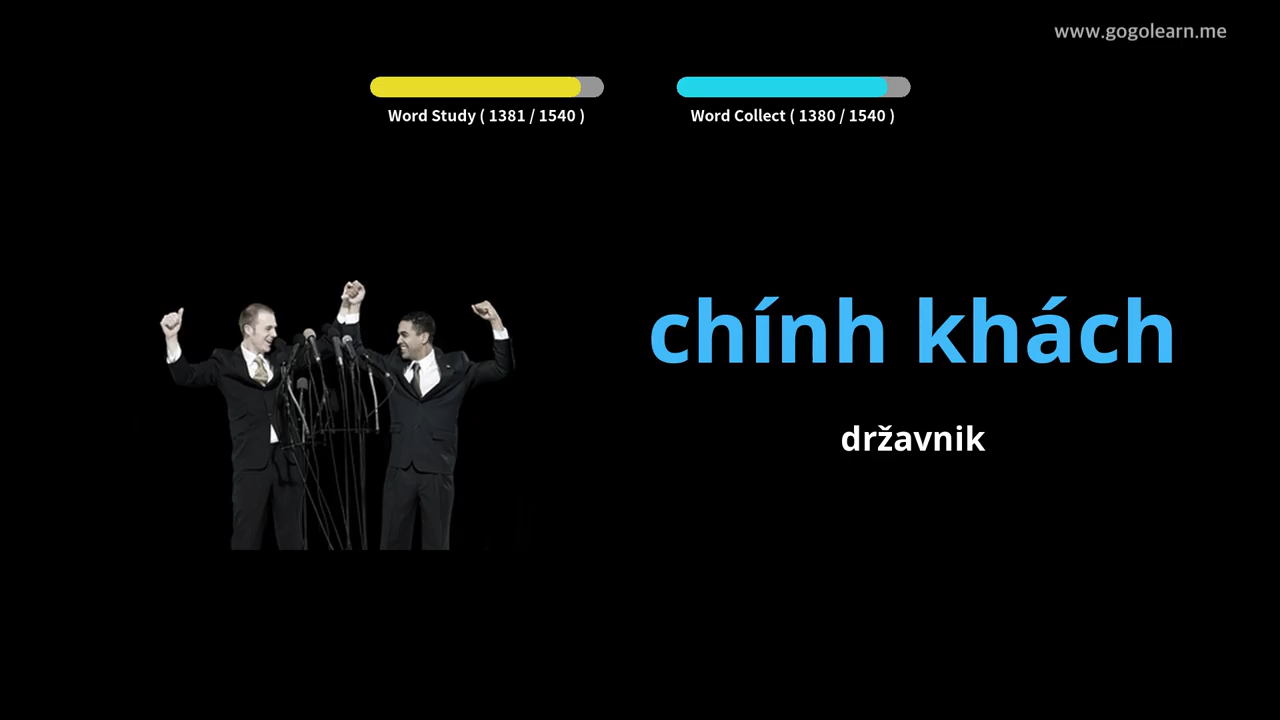 www.gogolearn.me
Word Study ( 1381 / 1540 )
Word Collect ( 1380 / 1540 )
chính khách
državnik